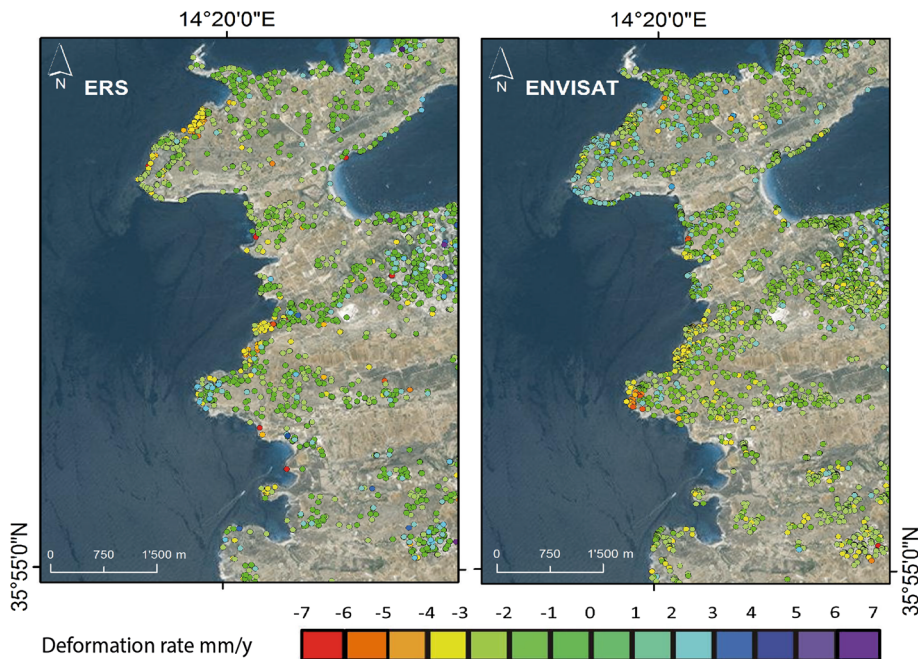 14°20'0"E
14°20'0"E
N
ERS
N
ENVISAT
0 750 1'500 m
0 750 1'500 m
35°55'0"N
35°55'0"N
-7 -6 -5 -4 -3 -2 -1 0 1 2 3 4 5 6 7
Deformation rate mm/y